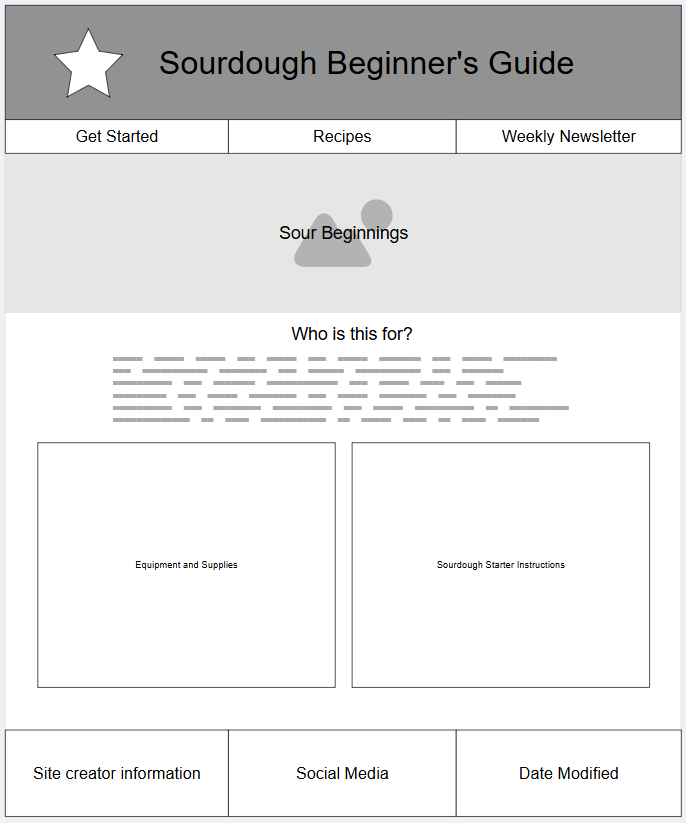 Sourdough Beginner's Guide
Get Started
Recipes
Weekly Newsletter
Sour Beginnings
Who is this for?
Equipment and Supplies
Sourdough Starter Instructions
Site creator information
Social Media
Date Modified